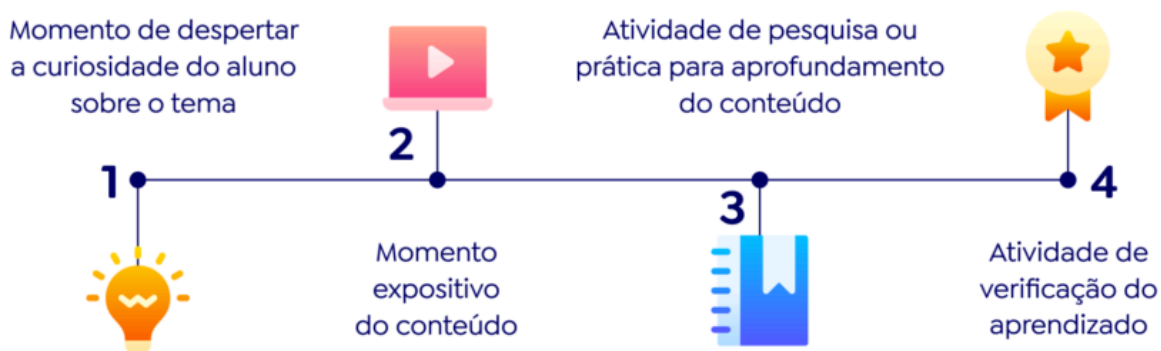 1
Momento de despertar
a curiosidade do aluno
sobre o tema
2
Momento
expositivo
do conteúdo
3
Atividade de pesquisa ou
prática para aprofundamento
do conteúdo
4
Atividade de
verificação do
aprendizado